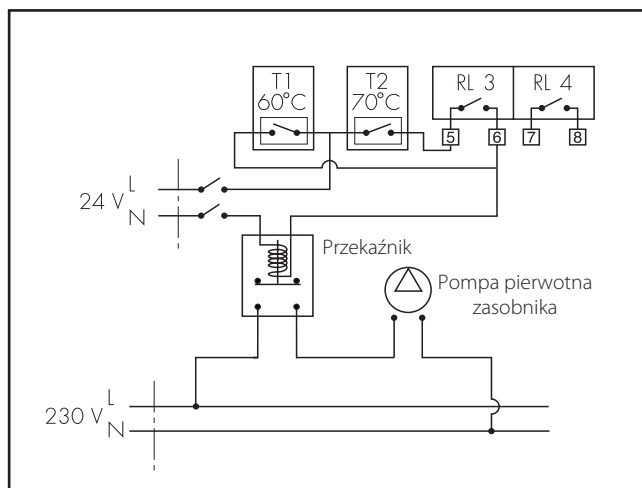 T1
60°C
T2
70°C
RL 3
RL 4
5
6
7
8
24 V
L
N
Przekaźnik
Pompa pierwotna
zasobnika
230 V
L
N